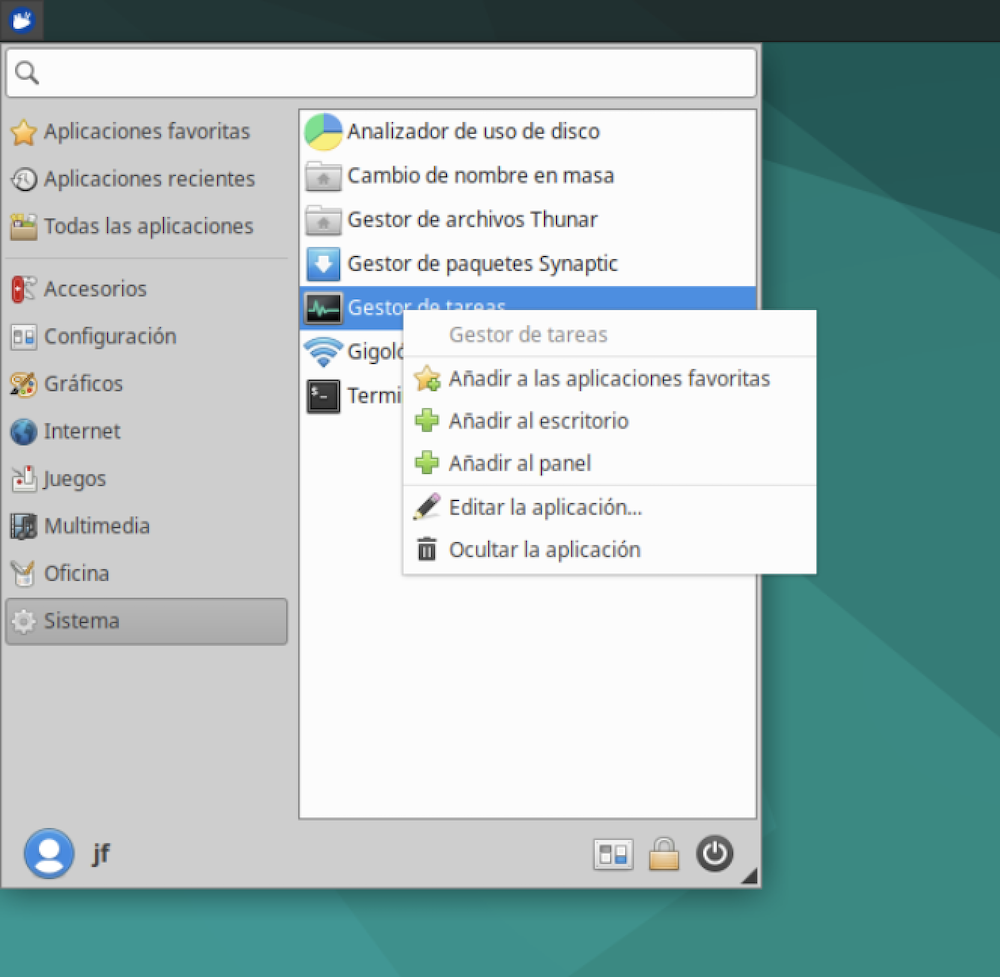 Aplicaciones favoritas
Aplicaciones recientes
Todas las aplicaciones
Accesorios
Configuración
Gráficos
Internet
Juegos
Multimedia
Oficina
Sistema
Analizador de uso de disco
Cambio de nombre en masa
Gestor de archivos Thunar
Gestor de paquetes Synaptic
Gestor de tareas
Gestor de tareas
Añadir a las aplicaciones favoritas
Añadir al escritorio
Añadir al panel
Editar la aplicación...
Ocultar la aplicación
jf